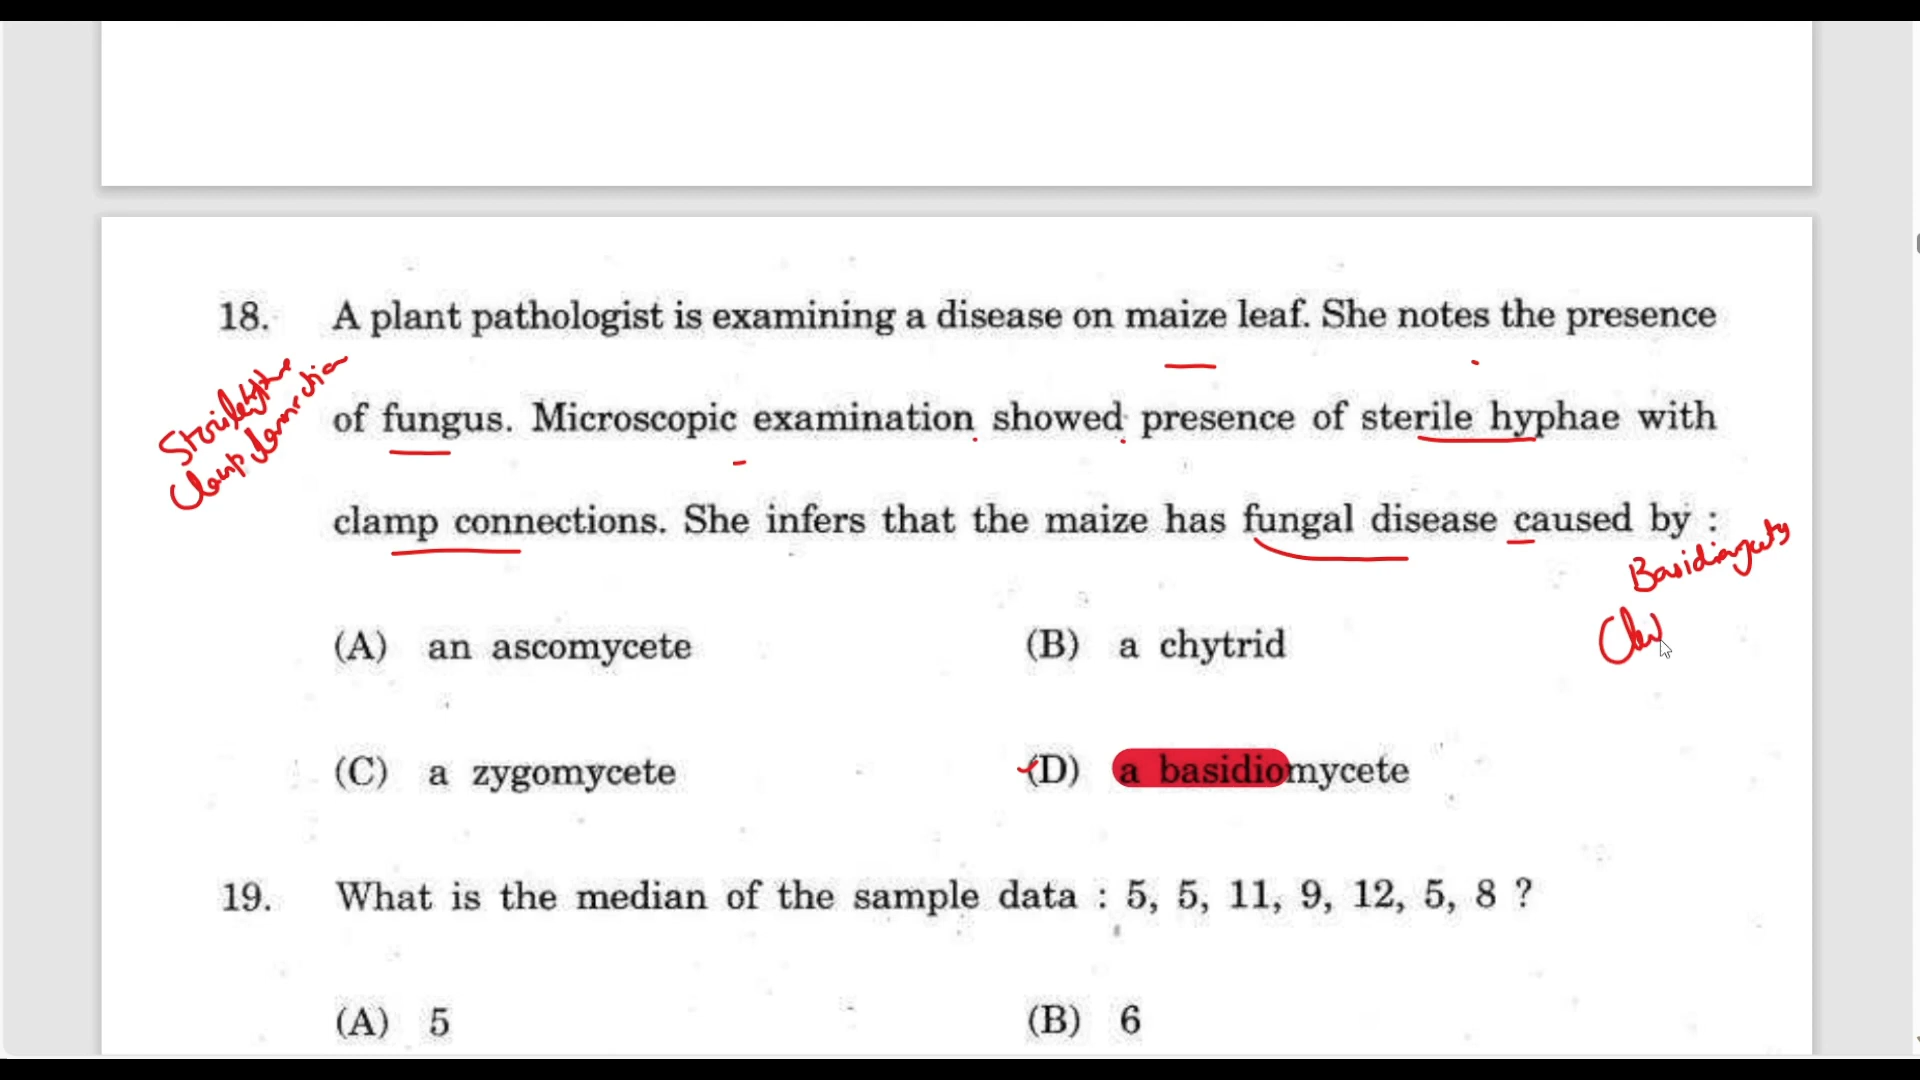 18. A plant pathologist is examining a disease on maize leaf. She notes the presence
of fungus. Microscopic examination showed presence of sterile hyphae with
clamp connections. She infers that the maize has fungal disease caused by :
(A) an ascomycete (B) a chytrid
(C) a zygomycete (D) a basidiomycete
19. What is the median of the sample data : 5, 5, 11, 9, 12, 5, 8 ?
(A) 5 (B) 6